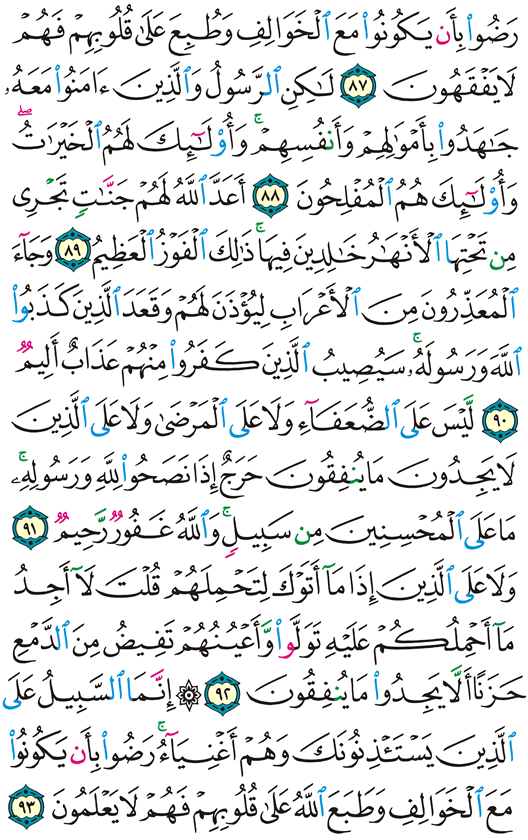 رَضُوا۟ بِأَن يَكُونُوا۟ مَعَ ٱلْخَوَالِفِ وَطُبِعَ عَلَىٰ قُلُوبِهِمْ فَهُمْ
لَا يَفْقَهُونَ ٨٧ لَٰكِنِ ٱلرَّسُولُ وَٱلَّذِينَ ءَامَنُوا۟ مَعَهُۥ
جَٰهَدُوا۟ بِأَمْوَٰلِهِمْ وَأَنفُسِهِمْ ۚ وَأُو۟لَٰٓئِكَ لَهُمُ ٱلْخَيْرَٰتُ ۖ
وَأُو۟لَٰٓئِكَ هُمُ ٱلْمُفْلِحُونَ ٨٨ أَعَدَّ ٱللَّهُ لَهُمْ جَنَّٰتٍ تَجْرِى
مِن تَحْتِهَا ٱلْأَنْهَٰرُ خَٰلِدِينَ فِيهَا ۚ ذَٰلِكَ ٱلْفَوْزُ ٱلْعَظِيمُ ٨٩ وَجَآءَ
ٱلْمُعَذِّرُونَ مِنَ ٱلْأَعْرَابِ لِيُؤْذَنَ لَهُمْ وَقَعَدَ ٱلَّذِينَ كَذَبُوا۟
ٱللَّهَ وَرَسُولَهُۥ ۚ سَيُصِيبُ ٱلَّذِينَ كَفَرُوا۟ مِنْهُمْ عَذَابٌ أَلِيمٌ
٩٠ لَّيْسَ عَلَى ٱلضُّعَفَآءِ وَلَا عَلَى ٱلْمَرْضَىٰ وَلَا عَلَى ٱلَّذِينَ
لَا يَجِدُونَ مَا يُنفِقُونَ حَرَجٌ إِذَا نَصَحُوا۟ لِلَّهِ وَرَسُولِهِۦ ۚ
مَا عَلَى ٱلْمُحْسِنِينَ مِن سَبِيلٍ ۚ وَٱللَّهُ غَفُورٌ رَّحِيمٌ ٩١
وَلَا عَلَى ٱلَّذِينَ إِذَا مَآ أَتَوْكَ لِتَحْمِلَهُمْ قُلْتَ لَآ أَجِدُ
مَآ أَحْمِلُكُمْ عَلَيْهِ تَوَلَّوا۟ وَّأَعْيُنُهُمْ تَفِيضُ مِنَ ٱلدَّمْعِ
حَزَنًا أَلَّا يَجِدُوا۟ مَا يُنفِقُونَ ٩٢ ۞ إِنَّمَا ٱلسَّبِيلُ عَلَى
ٱلَّذِينَ يَسْتَـْٔذِنُونَكَ وَهُمْ أَغْنِيَآءُ ۚ رَضُوا۟ بِأَن يَكُونُوا۟
مَعَ ٱلْخَوَالِفِ وَطَبَعَ ٱللَّهُ عَلَىٰ قُلُوبِهِمْ فَهُمْ لَا يَعْلَمُونَ ٩٣